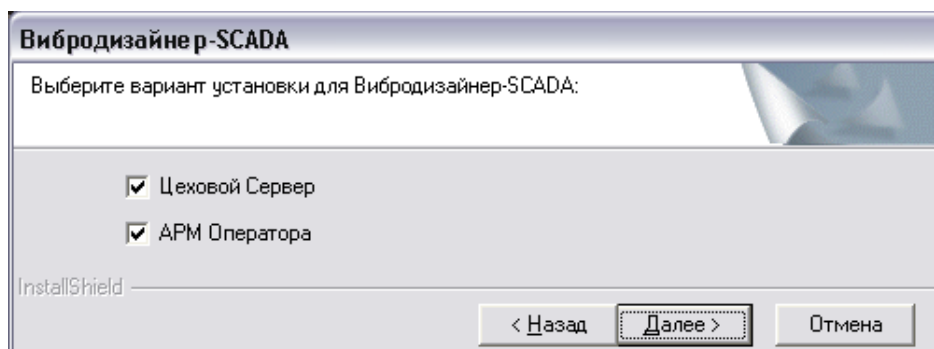 Вибродизайнер-SCADA
Выберите вариант установки для Вибродизайнер-SCADA:
Цеховой Сервер
АРМ Оператора
InstallShield
< Назад Далее > Отмена